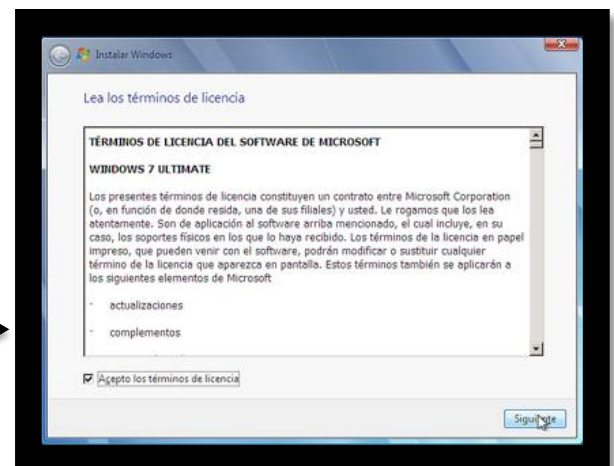 Instalar Windows
Lea los términos de licencia
TÉRMINOS DE LICENCIA DEL SOFTWARE DE MICROSOFT
WINDOWS 7 ULTIMATE
Los presentes términos de licencia constituyen un contrato entre Microsoft Corporation
(o, en función de donde resida, una de sus filiales) y usted. Le rogamos que los lea
atentamente. Son de aplicación al software arriba mencionado, el cual incluye, en su
caso, los soportes físicos en los que lo haya recibido. Los términos de la licencia en papel
impreso, que pueden venir con el software, podrán modificar o sustituir cualquier
término de la licencia que aparezca en pantalla. Estos términos también se aplicarán a
los siguientes elementos de Microsoft
· actualizaciones
· complementos
Acepto los términos de licencia
Siguiente